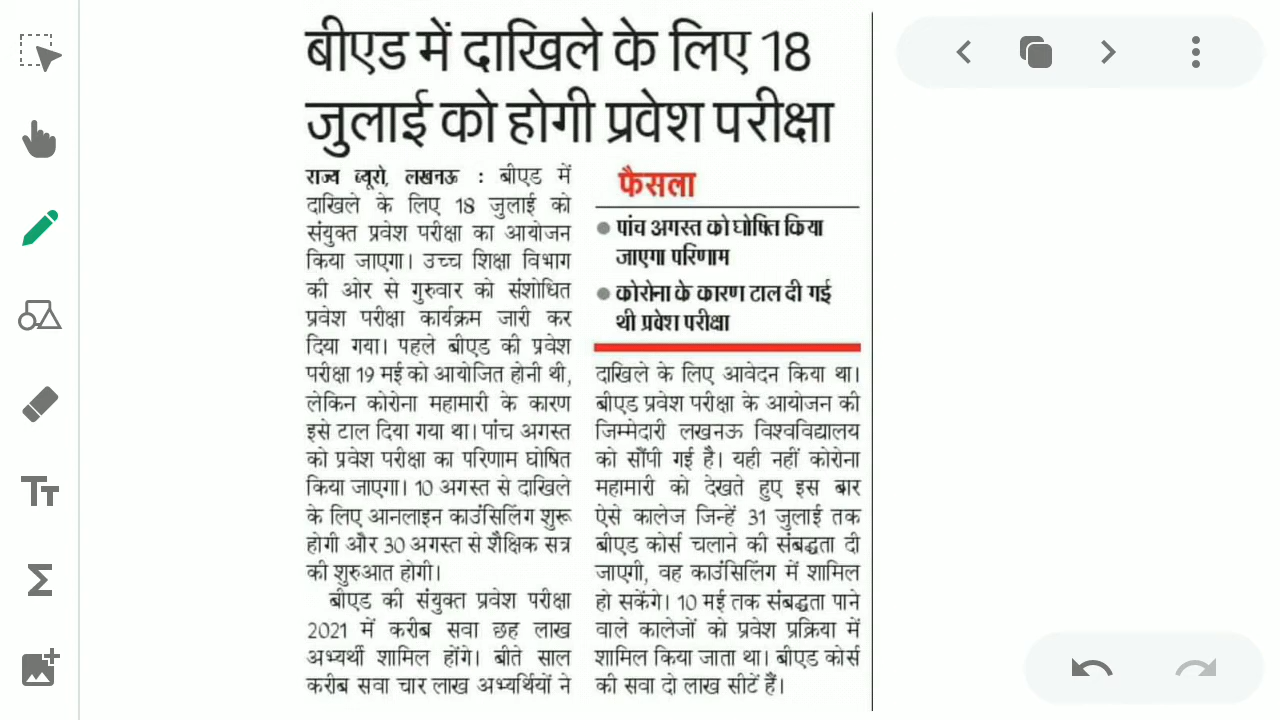 बीएड में दाखिले के लिए 18
जुलाई को होगी प्रवेश परीक्षा
राज्य ब्यूरो, लखनऊ : बीएड में
दाखिले के लिए 18 जुलाई को
संयुक्त प्रवेश परीक्षा का आयोजन
किया जाएगा। उच्च शिक्षा विभाग
की ओर से गुरुवार को संशोधित
प्रवेश परीक्षा कार्यक्रम जारी कर
दिया गया। पहले बीएड की प्रवेश
परीक्षा 19 मई को आयोजित होनी थी,
लेकिन कोरोना महामारी के कारण
इसे टाल दिया गया था। पांच अगस्त
को प्रवेश परीक्षा का परिणाम घोषित
किया जाएगा। 10 अगस्त से दाखिले
के लिए आनलाइन काउंसिलिंग शुरू
होगी और 30 अगस्त से शैक्षिक सत्र
की शुरुआत होगी।
बीएड की संयुक्त प्रवेश परीक्षा
2021 में करीब सवा छह लाख
अभ्यर्थी शामिल होंगे। बीते साल
करीब सवा चार लाख अभ्यर्थियों ने
फैसला
पांच अगस्त को घोषित किया
जाएगा परिणाम
कोरोना के कारण टाल दी गई
थी प्रवेश परीक्षा
दाखिले के लिए आवेदन किया था।
बीएड प्रवेश परीक्षा के आयोजन की
जिम्मेदारी लखनऊ विश्वविद्यालय
को सौंपी गई है। यही नहीं कोरोना
महामारी को देखते हुए इस बार
ऐसे कालेज जिन्हें 31 जुलाई तक
बीएड कोर्स चलाने की संबद्धता दी
जाएगी, वह काउंसिलिंग में शामिल
हो सकेंगे। 10 मई तक संबद्धता पाने
वाले कालेजों को प्रवेश प्रक्रिया में
शामिल किया जाता था। बीएड कोर्स
की सवा दो लाख सीटें हैं।